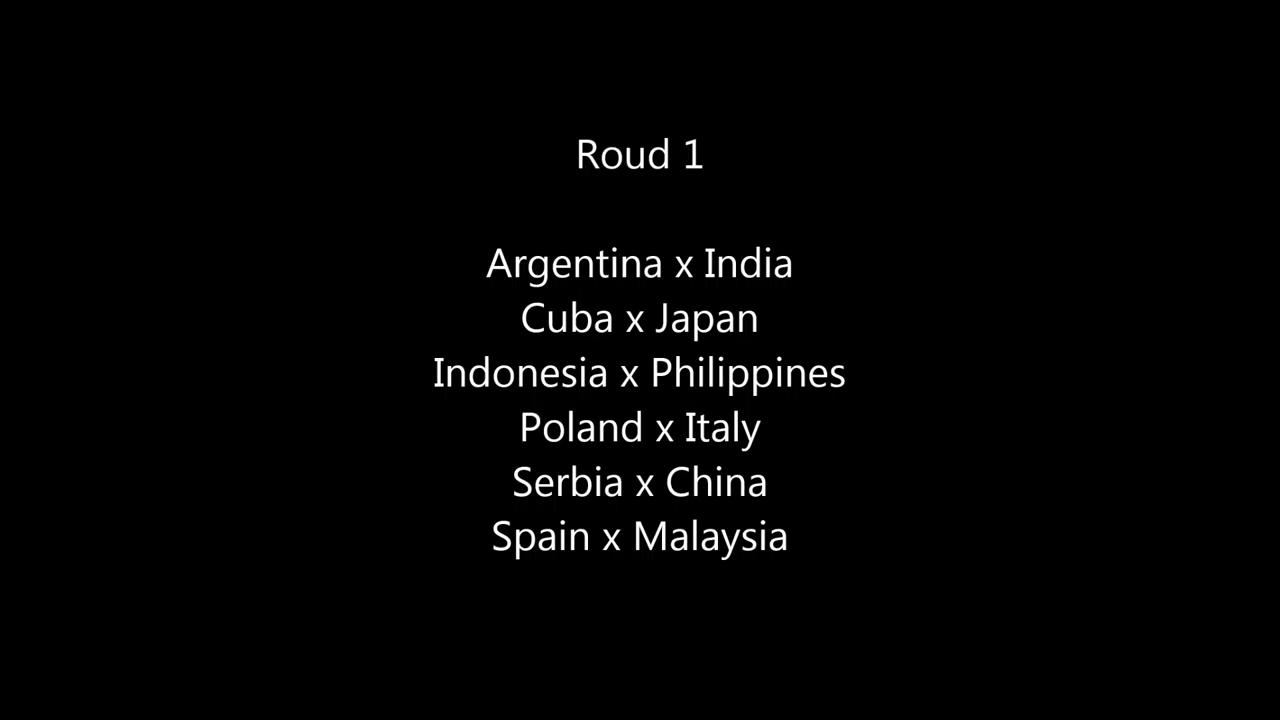 Roud 1
Argentina x India
Cuba x Japan
Indonesia x Philippines
Poland x Italy
Serbia x China
Spain x Malaysia